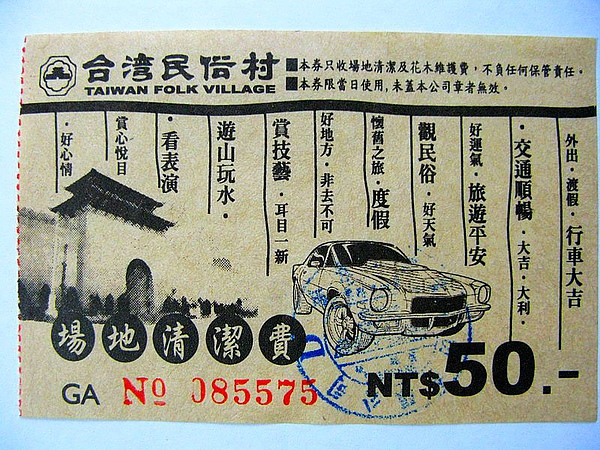 台湾民俗村
TAIWAN FOLK VILLAGE
■本券只收場地清潔及花木維護費，不負任何保管責任。
■本券限當日使用，未蓋本公司章者無效。
外出·渡假·行車大吉
·交通順暢·大吉·大利·
好運氣·旅遊平安
觀民俗·好天氣
懷舊之旅·度假
好地方·非去不可
賞技藝·耳目一新
遊山玩水·
·看表演
賞心悅目
·好心情
場地清潔費
GA No 085575
NT$50.-